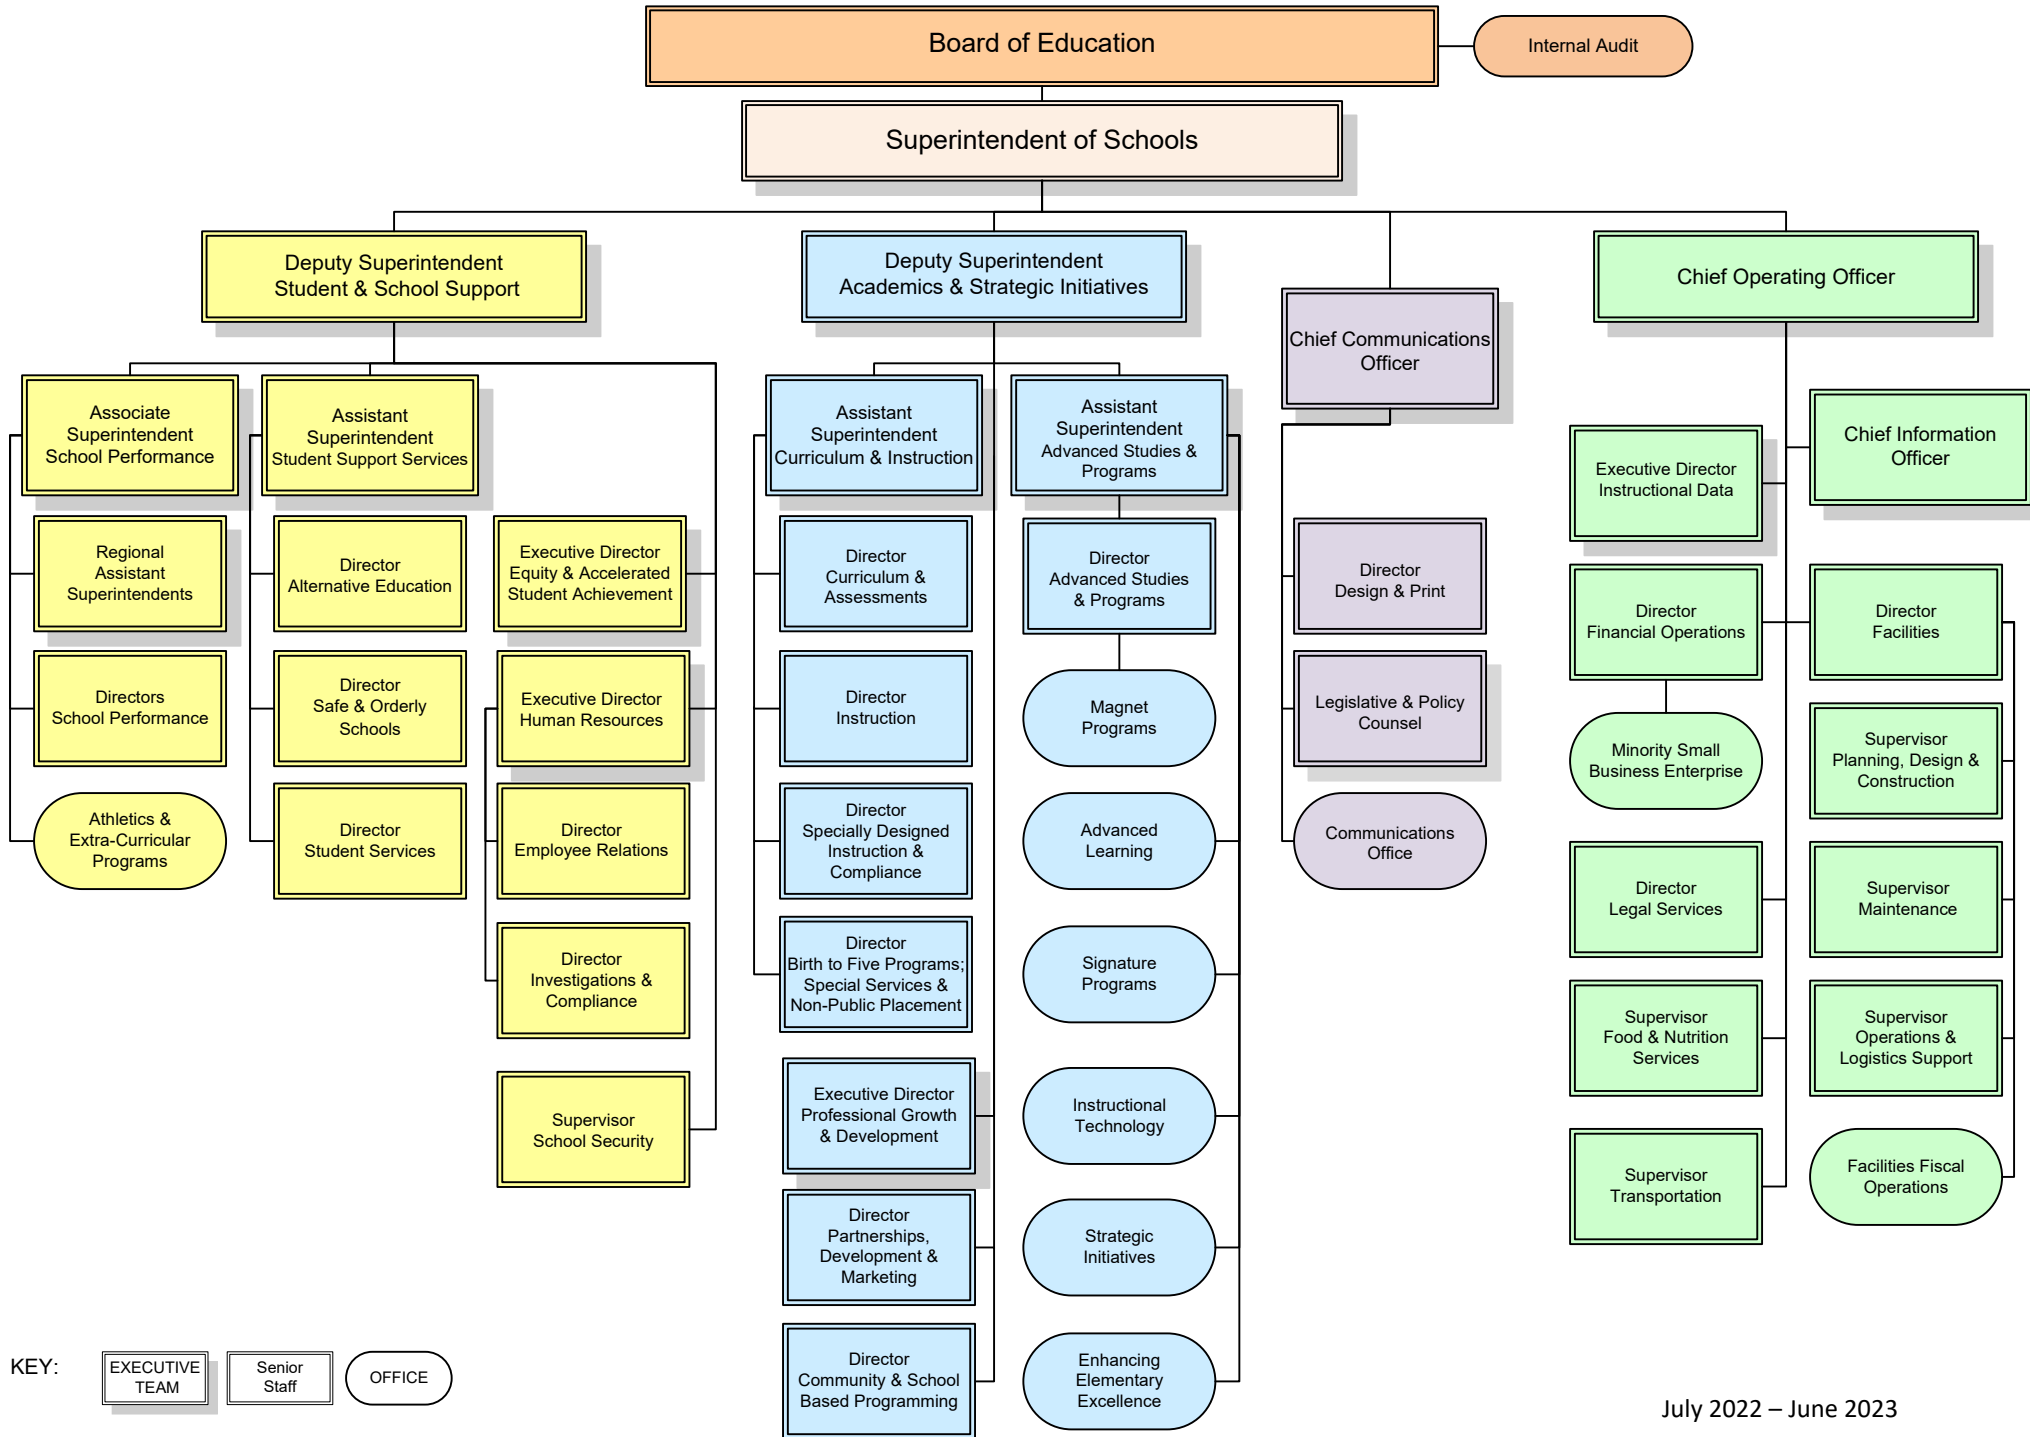 Board of Education
Internal Audit
Superintendent of Schools
Deputy Superintendent
Student & School Support
Deputy Superintendent
Academics & Strategic Initiatives
Chief Communications
Officer
Chief Operating Officer
Associate
Superintendent
School Performance
Regional
Assistant
Superintendents
Directors
School Performance
Athletics &
Extra-Curricular
Programs
Assistant
Superintendent
Student Support Services
Director
Alternative Education
Director
Safe & Orderly
Schools
Director
Student Services
Executive Director
Equity & Accelerated
Student Achievement
Executive Director
Human Resources
Director
Employee Relations
Director
Investigations &
Compliance
Supervisor
School Security
Assistant
Superintendent
Curriculum & Instruction
Director
Curriculum &
Assessments
Director
Instruction
Director
Specially Designed
Instruction &
Compliance
Director
Birth to Five Programs;
Special Services &
Non-Public Placement
Executive Director
Professional Growth
& Development
Director
Partnerships,
Development &
Marketing
Director
Community & School
Based Programming
Assistant
Superintendent
Advanced Studies &
Programs
Director
Advanced Studies
& Programs
Magnet
Programs
Advanced
Learning
Signature
Programs
Instructional
Technology
Strategic
Initiatives
Enhancing
Elementary
Excellence
Director
Design & Print
Legislative & Policy
Counsel
Communications
Office
Executive Director
Instructional Data
Director
Financial Operations
Minority Small
Business Enterprise
Director
Legal Services
Supervisor
Food & Nutrition
Services
Supervisor
Transportation
Chief Information
Officer
Director
Facilities
Supervisor
Planning, Design &
Construction
Supervisor
Maintenance
Supervisor
Operations &
Logistics Support
Facilities Fiscal
Operations
KEY:
EXECUTIVE
TEAM
Senior
Staff
OFFICE
July 2022 – June 2023